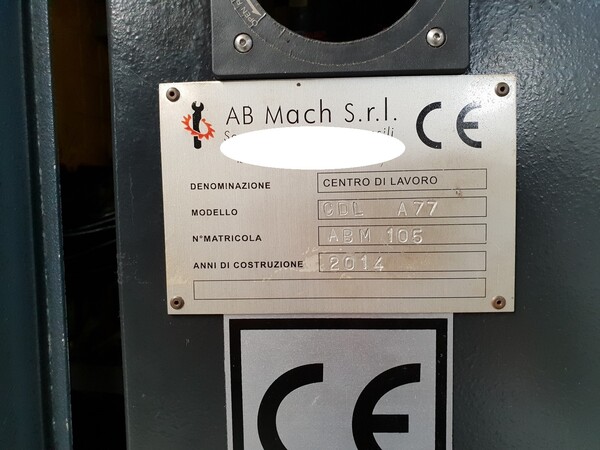 AB Mach S.r.l.
CE
DENOMINAZIONE CENTRO DI LAVORO
MODELLO CDL A77
N°MATRICOLA ABM 105
ANNI DI COSTRUZIONE 2014
CE